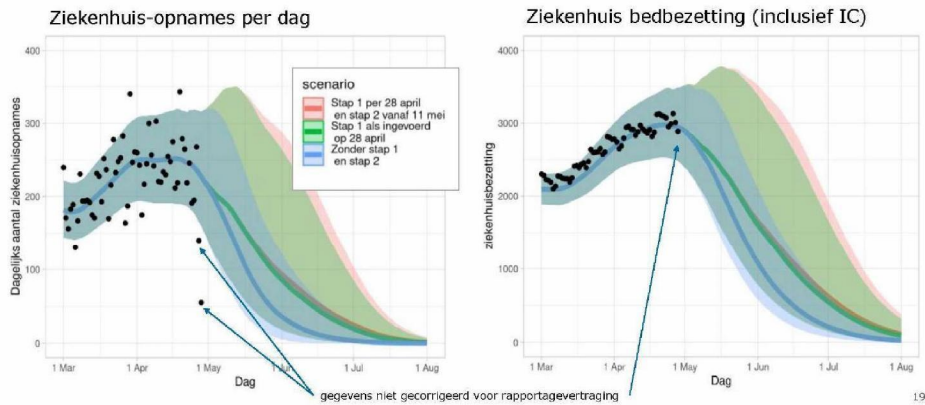 Ziekenhuis-opnames per dag
400
300
200
100
0
Dagelijks aantal ziekenhuisopnames
1 Mar
1 Apr
1 May
1 Jun
1 Jul
1 Aug
Dag
scenario
Stap 1 per 28 april
en stap 2 vanaf 11 mei
Stap 1 als ingevoerd
op 28 april
Zonder stap 1
en stap 2
Ziekenhuis bedbezetting (inclusief IC)
4000
3000
2000
1000
0
ziekenhuisbezetting
1 Mar
1 Apr
1 May
1 Jun
1 Jul
1 Aug
Dag
gegevens niet gecorrigeerd voor rapportagevertraging
19